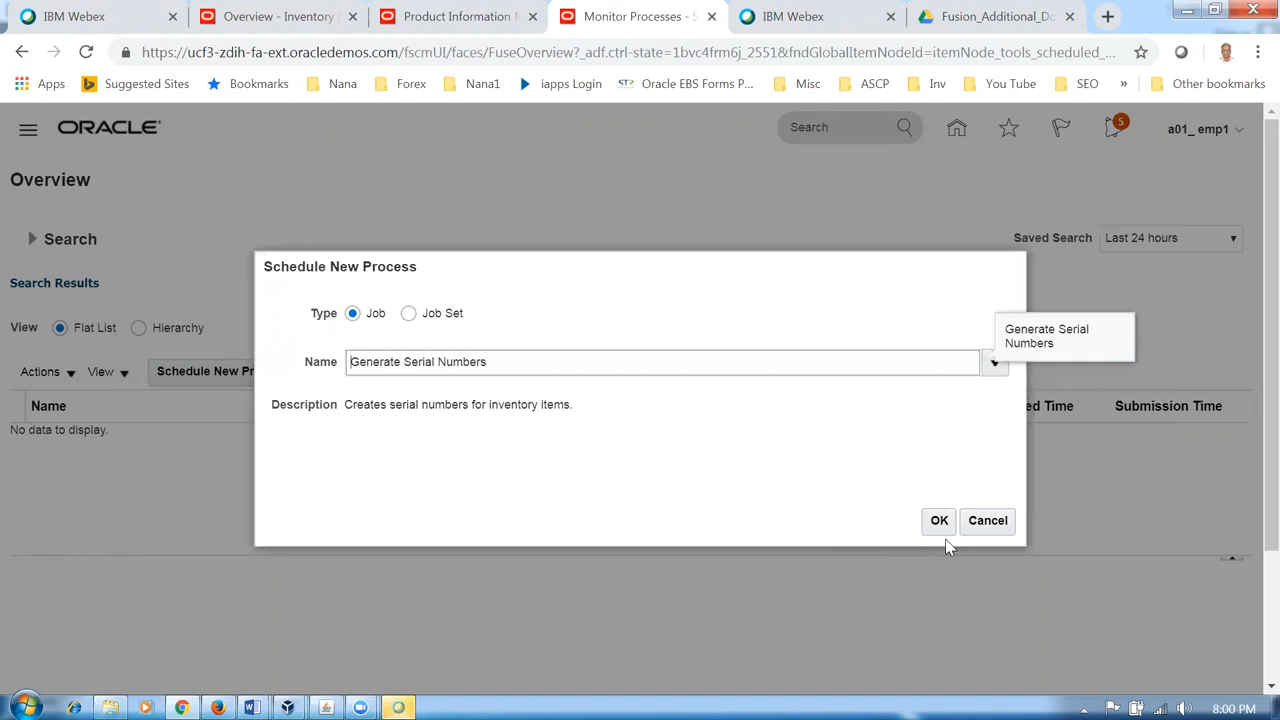 IBM Webex
Overview - Inventory
Product Information M
Monitor Processes - S
IBM Webex
Fusion_Additional_Do
https://ucf3-zdih-fa-ext.oracledemos.com/fscmUI/faces/FuseOverview?_adf.ctrl-state=1bvc4frm6j_2551&fndGlobalItemNodeId=itemNode_tools_scheduled_...
Apps
Suggested Sites
Bookmarks
Nana
Forex
Nana1
iapps Login
Oracle EBS Forms P...
Misc
ASCP
Inv
You Tube
SEO
»
Other bookmarks
ORACLE
Search
5
a01_ emp1
Overview
Search
Saved Search
Last 24 hours
Search Results
View
Flat List
Hierarchy
Actions
View
Schedule New Pr
Name
ed Time
Submission Time
No data to display.
Schedule New Process
Type
Job
Job Set
Name
Generate Serial Numbers
Generate Serial
Numbers
Description
Creates serial numbers for inventory items.
OK
Cancel
8:00 PM